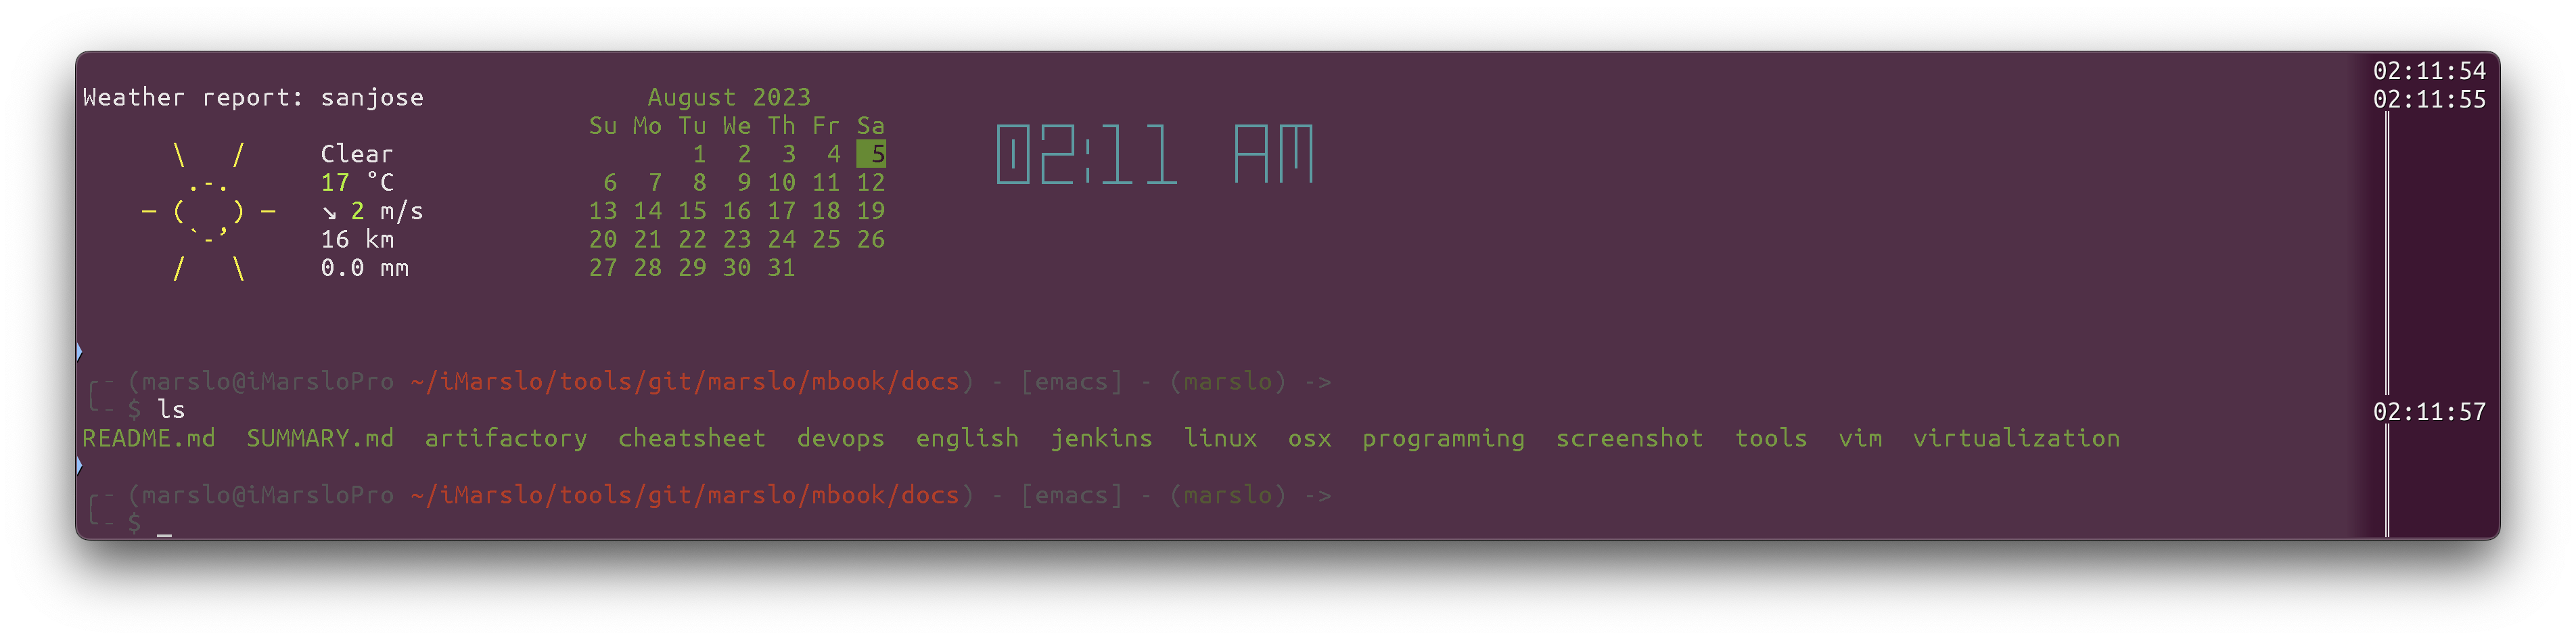 02:11:54
Weather report: sanjose August 2023 02:11:55
Su Mo Tu We Th Fr Sa
Clear 1 2 3 4 5 02:11 AM
17 °C 6 7 8 9 10 11 12
↘ 2 m/s 13 14 15 16 17 18 19
16 km 20 21 22 23 24 25 26
0.0 mm 27 28 29 30 31
╭- (marslo@iMarsloPro ~/iMarslo/tools/git/marslo/mbook/docs) - [emacs] - (marslo) ->
╰- $ ls 02:11:57
README.md SUMMARY.md artifactory cheatsheet devops english jenkins linux osx programming screenshot tools vim virtualization
╭- (marslo@iMarsloPro ~/iMarslo/tools/git/marslo/mbook/docs) - [emacs] - (marslo) ->
╰- $ _